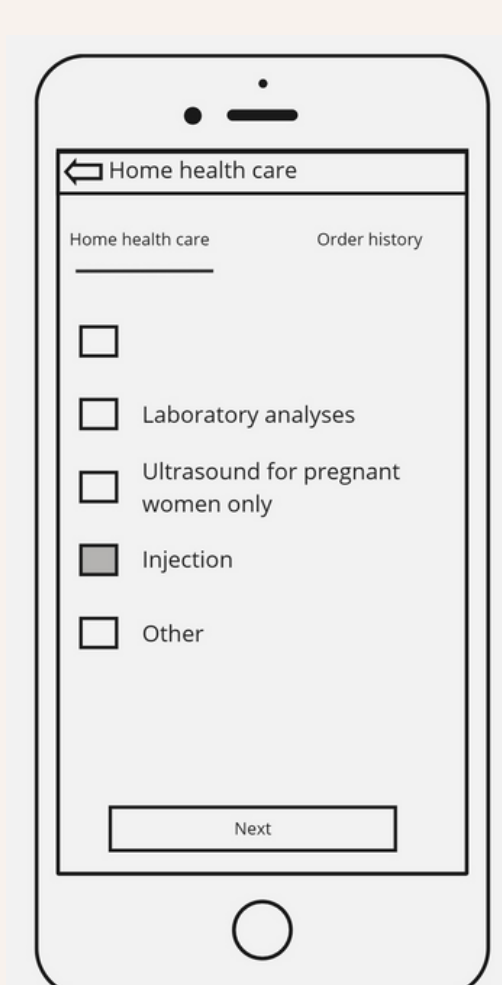 Home health care
Home health care
Order history
Laboratory analyses
Ultrasound for pregnant
women only
Injection
Other
Next